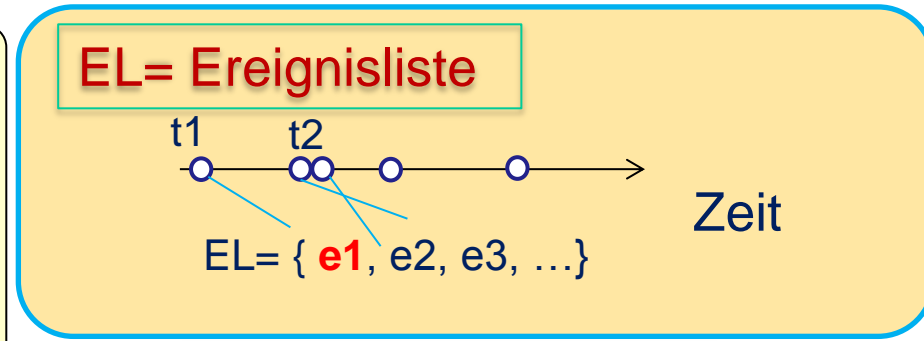 EL= Ereignisliste
t1 t2
Zeit
EL= { e1, e2, e3, …}